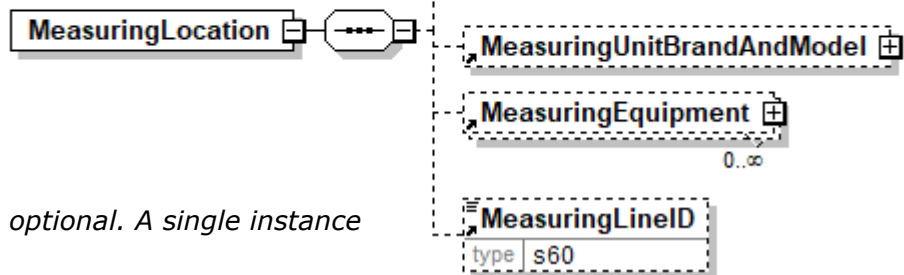 MeasuringLocation
MeasuringUnitBrandAndModel
MeasuringEquipment
0..∞
optional. A single instance
MeasuringLineID
type s60